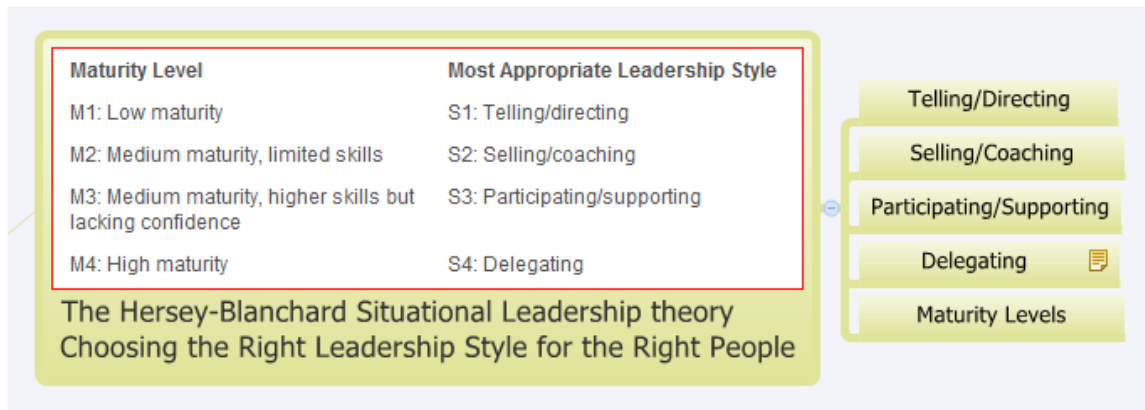 Maturity Level Most Appropriate Leadership Style
M1: Low maturity S1: Telling/directing
M2: Medium maturity, limited skills S2: Selling/coaching
M3: Medium maturity, higher skills but S3: Participating/supporting
lacking confidence
M4: High maturity S4: Delegating
The Hersey-Blanchard Situational Leadership theory
Choosing the Right Leadership Style for the Right People
Telling/Directing
Selling/Coaching
Participating/Supporting
Delegating
Maturity Levels